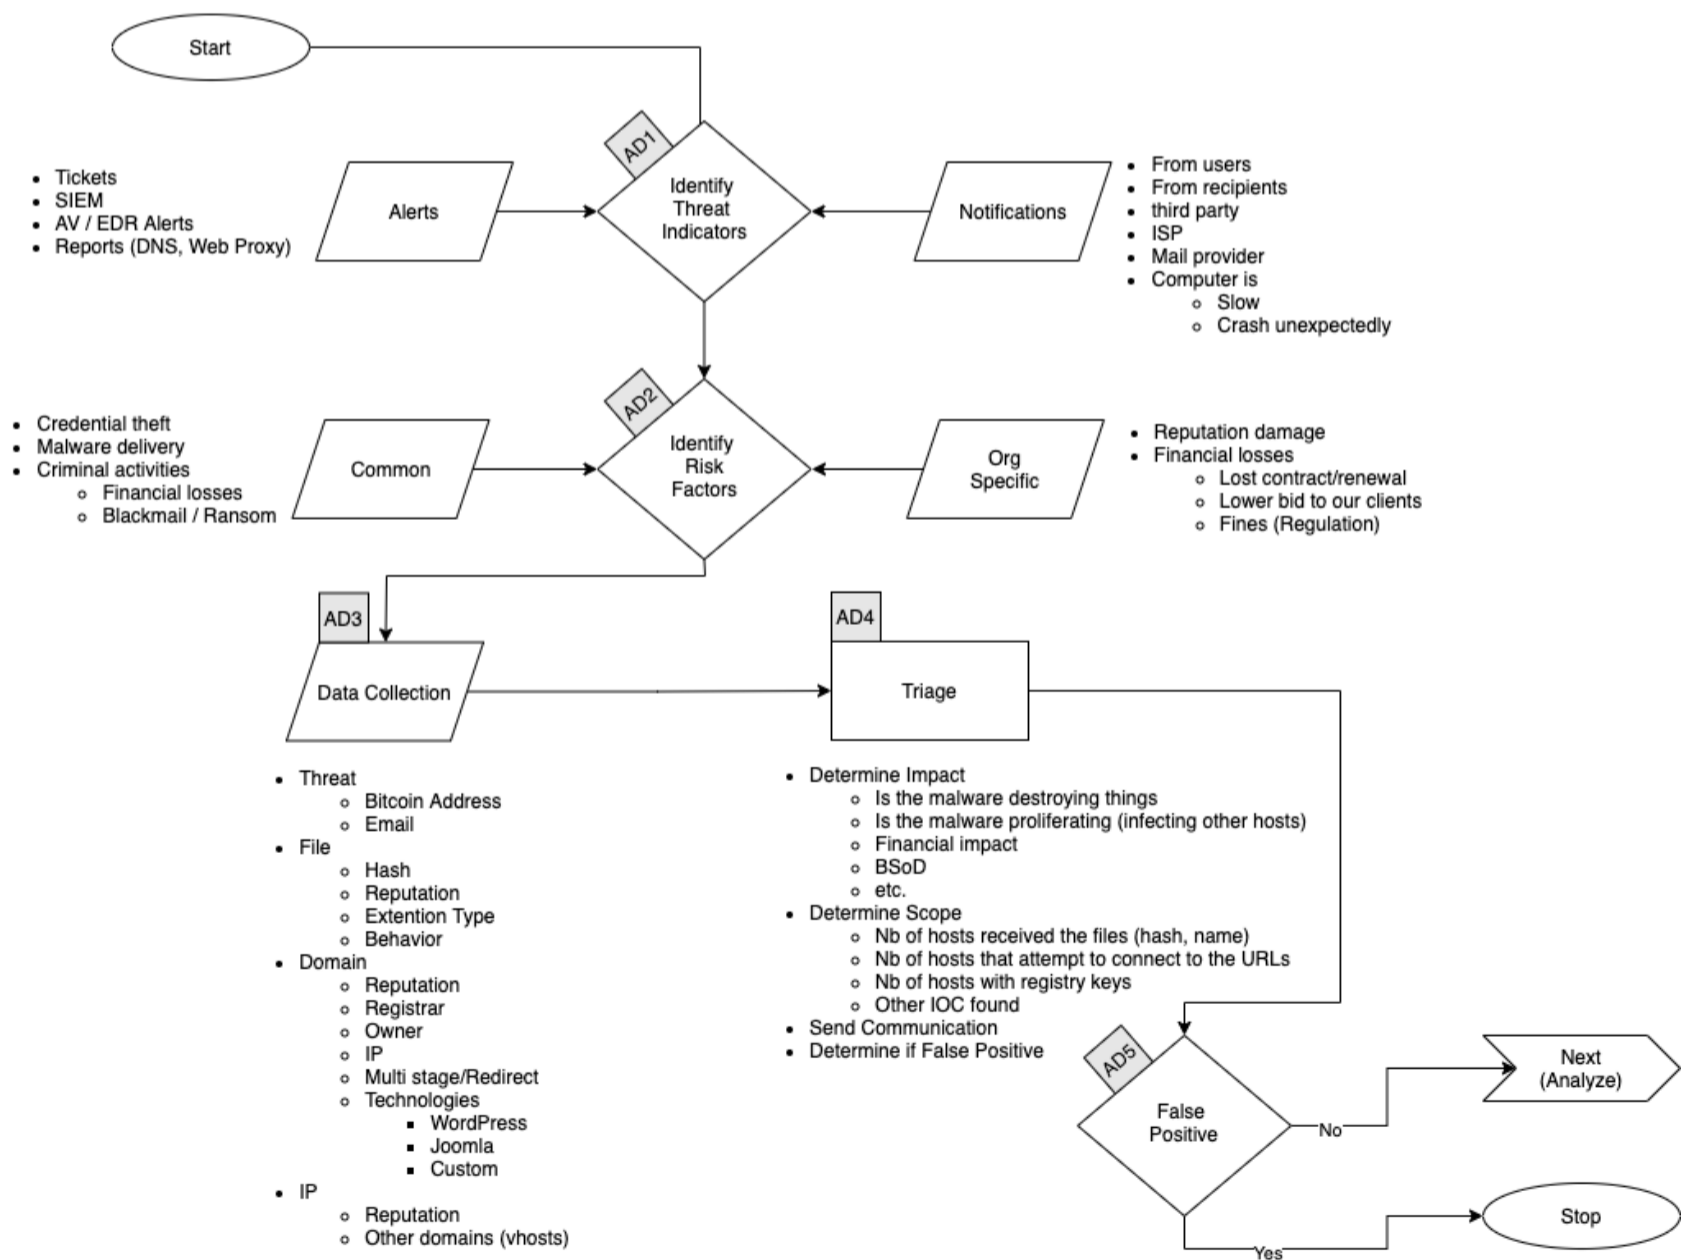 Start
AD1
Identify
Threat
Indicators
Alerts
• Tickets
• SIEM
• AV / EDR Alerts
• Reports (DNS, Web Proxy)
Notifications
• From users
• From recipients
• third party
• ISP
• Mail provider
• Computer is
○ Slow
○ Crash unexpectedly
AD2
Identify
Risk
Factors
• Credential theft
• Malware delivery
• Criminal activities
○ Financial losses
○ Blackmail / Ransom
Common
Org
Specific
• Reputation damage
• Financial losses
○ Lost contract/renewal
○ Lower bid to our clients
○ Fines (Regulation)
AD3
Data Collection
• Threat
○ Bitcoin Address
○ Email
• File
○ Hash
○ Reputation
○ Extention Type
○ Behavior
• Domain
○ Reputation
○ Registrar
○ Owner
○ IP
○ Multi stage/Redirect
○ Technologies
▪ WordPress
▪ Joomla
▪ Custom
• IP
○ Reputation
○ Other domains (vhosts)
AD4
Triage
• Determine Impact
○ Is the malware destroying things
○ Is the malware proliferating (infecting other hosts)
○ Financial impact
○ BSoD
○ etc.
• Determine Scope
○ Nb of hosts received the files (hash, name)
○ Nb of hosts that attempt to connect to the URLs
○ Nb of hosts with registry keys
○ Other IOC found
• Send Communication
• Determine if False Positive
AD5
False
Positive
No
Next
(Analyze)
Yes
Stop